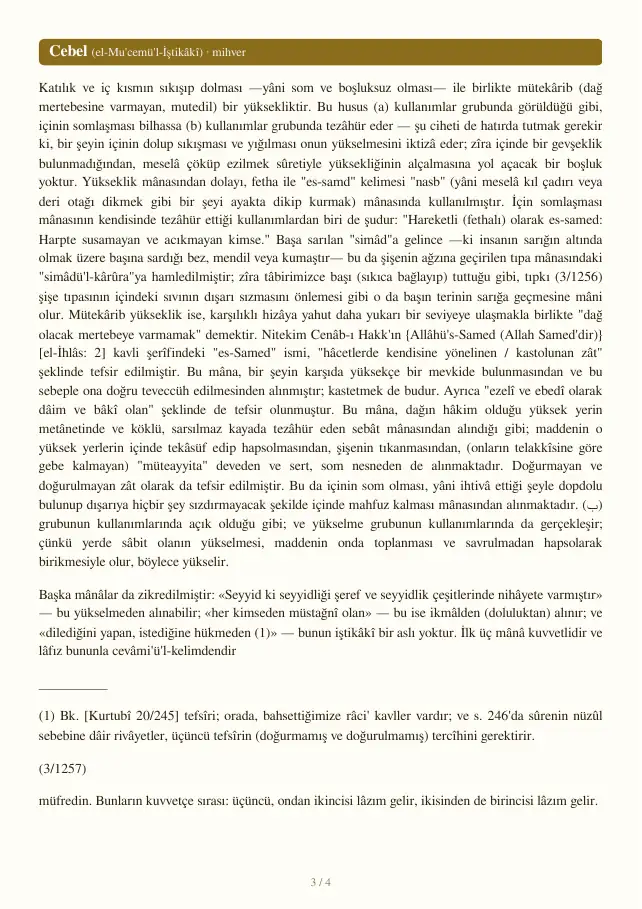 Cebel (el-Mu'cemü'l-İştikâkî) · mihver
Katılık ve iç kısmın sıkışıp dolması —yâni som ve boşluksuz olması— ile birlikte mütekârib (dağ
mertebesine varmayan, mutedil) bir yüksekliktir. Bu husus (a) kullanımlar grubunda görüldüğü gibi,
içinin somlaşması bilhassa (b) kullanımlar grubunda tezâhür eder — şu ciheti de hatırda tutmak gerekir
ki, bir şeyin içinin dolup sıkışması ve yığılması onun yükselmesini iktizâ eder; zîra içinde bir gevşeklik
bulunmadığından, meselâ çöküp ezilmek sûretiyle yüksekliğinin alçalmasına yol açacak bir boşluk
yoktur. Yükseklik mânasından dolayı, fetha ile "es-samd" kelimesi "nasb" (yâni meselâ kıl çadırı veya
deri otağı dikmek gibi bir şeyi ayakta dikip kurmak) mânasında kullanılmıştır. İçin somlaşması
mânasının kendisinde tezâhür ettiği kullanımlardan biri de şudur: "Hareketli (fethalı) olarak es-samed:
Harpte susamayan ve acıkmayan kimse." Başa sarılan "simâd"a gelince —ki insanın sarığın altında
olmak üzere başına sardığı bez, mendil veya kumaştır— bu da şişenin ağzına geçirilen tıpa mânasındaki
"simâdü'l-kârûra"ya hamledilmiştir; zîra tâbirimizce başı (sıkıca bağlayıp) tuttuğu gibi, tıpkı (3/1256)
şişe tıpasının içindeki sıvının dışarı sızmasını önlemesi gibi o da başın terinin sarığa geçmesine mâni
olur. Mütekârib yükseklik ise, karşılıklı hizâya yahut daha yukarı bir seviyeye ulaşmakla birlikte "dağ
olacak mertebeye varmamak" demektir. Nitekim Cenâb-ı Hakk'ın {Allâhü's-Samed (Allah Samed'dir)}
[el-İhlâs: 2] kavli şerîfindeki "es-Samed" ismi, "hâcetlerde kendisine yönelinen / kastolunan zât"
şeklinde tefsir edilmiştir. Bu mâna, bir şeyin karşıda yüksekçe bir mevkide bulunmasından ve bu
sebeple ona doğru teveccüh edilmesinden alınmıştır; kastetmek de budur. Ayrıca "ezelî ve ebedî olarak
dâim ve bâkî olan" şeklinde de tefsir olunmuştur. Bu mâna, dağın hâkim olduğu yüksek yerin
metânetinde ve köklü, sarsılmaz kayada tezâhür eden sebât mânasından alındığı gibi; maddenin o
yüksek yerlerin içinde tekâsüf edip hapsolmasından, şişenin tıkanmasından, (onların telakkîsine göre
gebe kalmayan) "müteayyita" deveden ve sert, som nesneden de alınmaktadır. Doğurmayan ve
doğurulmayan zât olarak da tefsir edilmiştir. Bu da içinin som olması, yâni ihtivâ ettiği şeyle dopdolu
bulunup dışarıya hiçbir şey sızdırmayacak şekilde içinde mahfuz kalması mânasından alınmaktadır. (ب)
grubunun kullanımlarında açık olduğu gibi; ve yükselme grubunun kullanımlarında da gerçekleşir;
çünkü yerde sâbit olanın yükselmesi, maddenin onda toplanması ve savrulmadan hapsolarak
birikmesiyle olur, böylece yükselir.
Başka mânâlar da zikredilmiştir: «Seyyid ki seyyidliği şeref ve seyyidlik çeşitlerinde nihâyete varmıştır»
— bu yükselmeden alınabilir; «her kimseden müstağnî olan» — bu ise ikmâlden (doluluktan) alınır; ve
«dilediğini yapan, istediğine hükmeden (1)» — bunun iştikâkî bir aslı yoktur. İlk üç mânâ kuvvetlidir ve
lâfız bununla cevâmi'ü'l-kelimdendir
(1) Bk. [Kurtubî 20/245] tefsîri; orada, bahsettiğimize râci' kavller vardır; ve s. 246'da sûrenin nüzûl
sebebine dâir rivâyetler, üçüncü tefsîrin (doğurmamış ve doğurulmamış) tercîhini gerektirir.
(3/1257)
müfredin. Bunların kuvvetçe sırası: üçüncü, ondan ikincisi lâzım gelir, ikisinden de birincisi lâzım gelir.
3 / 4